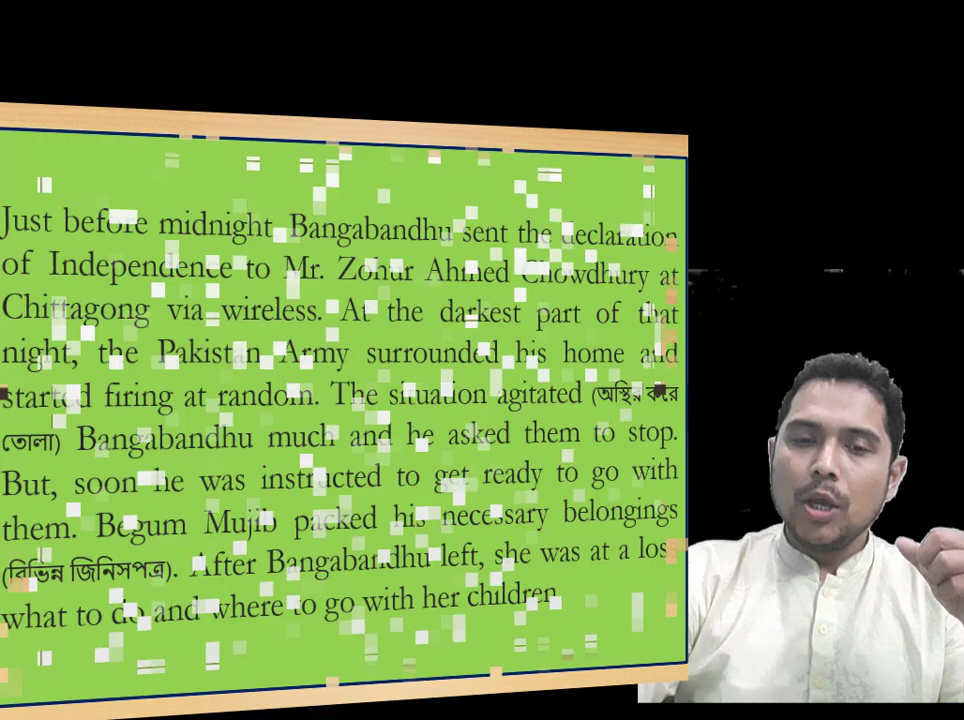 Just before midnight Bangabandhu sent the declaration
of Independence to Mr. Zohur Ahmed Chowdhury at
Chittagong via wireless. At the darkest part of that
night, the Pakistan Army surrounded his home and
started firing at random. The situation agitated (অস্থির করে
তোলা) Bangabandhu much and he asked them to stop.
But, soon he was instructed to get ready to go with
them. Begum Mujib packed his necessary belongings
(বিভিন্ন জিনিসপত্র). After Bangabandhu left, she was at a loss
what to do and where to go with her children